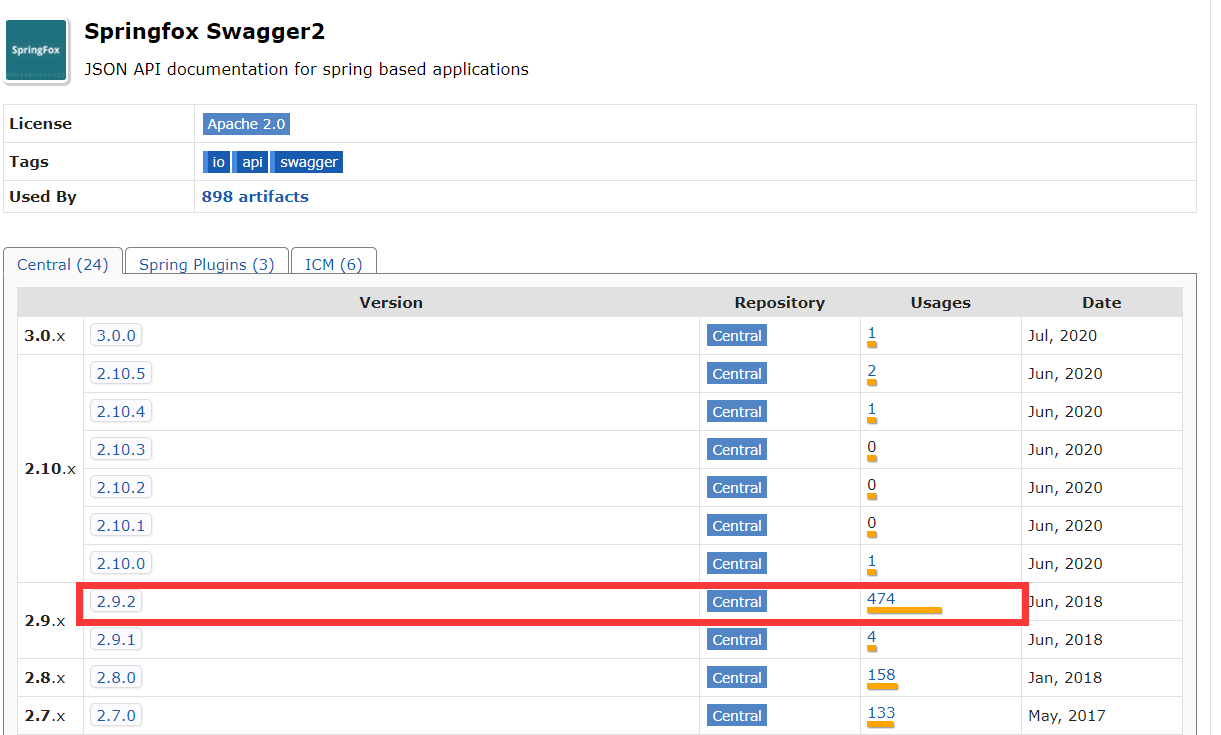 Springfox Swagger2
SpringFox
JSON API documentation for spring based applications
License Apache 2.0
Tags io api swagger
Used By 898 artifacts
Central (24) Spring Plugins (3) ICM (6)
Version Repository Usages Date
3.0.x 3.0.0 Central 1 Jul, 2020
2.10.5 Central 2 Jun, 2020
2.10.4 Central 1 Jun, 2020
2.10.3 Central 0 Jun, 2020
2.10.x
2.10.2 Central 0 Jun, 2020
2.10.1 Central 0 Jun, 2020
2.10.0 Central 1 Jun, 2020
2.9.2 Central 474 Jun, 2018
2.9.x
2.9.1 Central 4 Jun, 2018
2.8.x 2.8.0 Central 158 Jan, 2018
2.7.x 2.7.0 Central 133 May, 2017